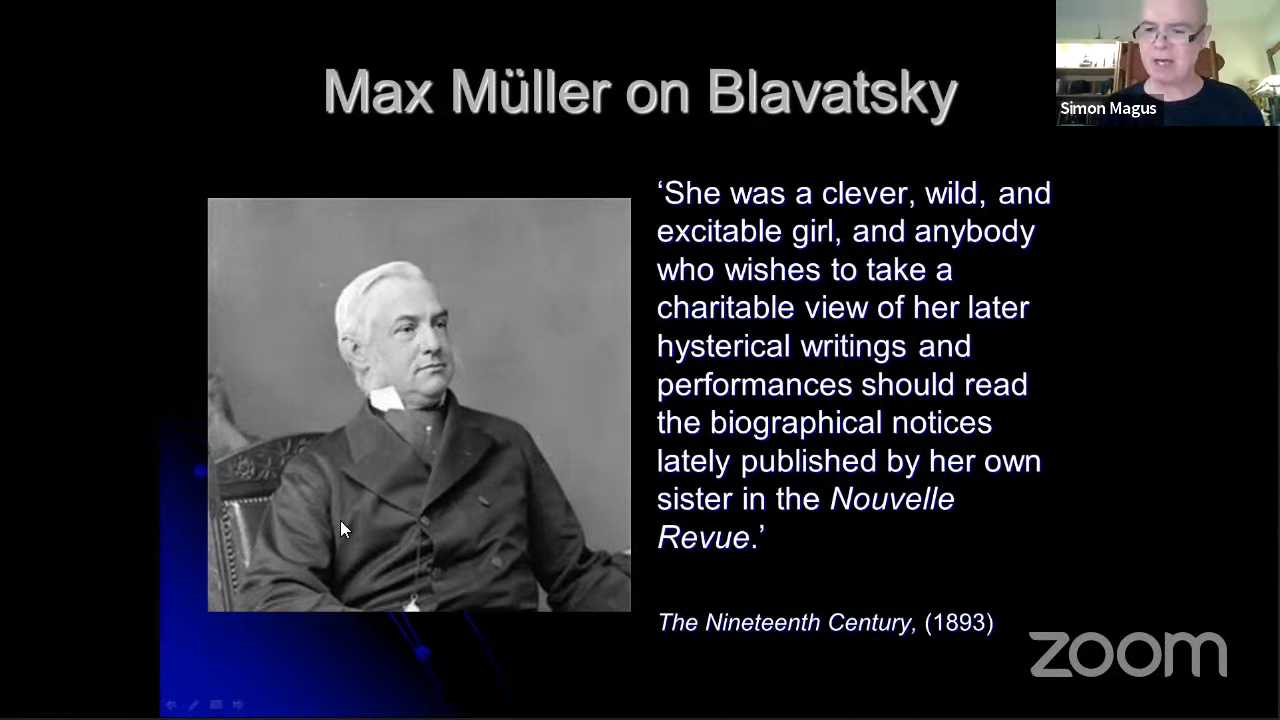 Max Müller on Blavatsky
Simon Magus
‘She was a clever, wild, and
excitable girl, and anybody
who wishes to take a
charitable view of her later
hysterical writings and
performances should read
the biographical notices
lately published by her own
sister in the Nouvelle
Revue.’
The Nineteenth Century, (1893)
zoom